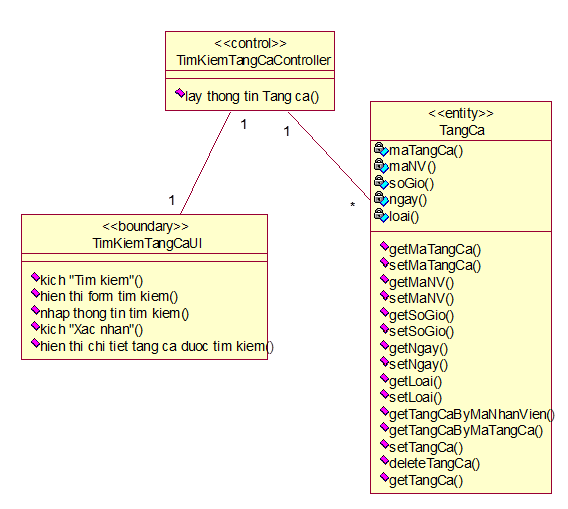 <<control>>
TimKiemTangCaController
lay thong tin Tang ca()
1
1
1
*
<<boundary>>
TimKiemTangCaUI
kich "Tim kiem"()
hien thi form tim kiem()
nhap thong tin tim kiem()
kich "Xac nhan"()
hien thi chi tiet tang ca duoc tim kiem()
<<entity>>
TangCa
maTangCa()
maNV()
soGio()
ngay()
loai()
getMaTangCa()
setMaTangCa()
getMaNV()
setMaNV()
getSoGio()
setSoGio()
getNgay()
setNgay()
getLoai()
setLoai()
getTangCaByMaNhanVien()
getTangCaByMaTangCa()
setTangCa()
deleteTangCa()
getTangCa()